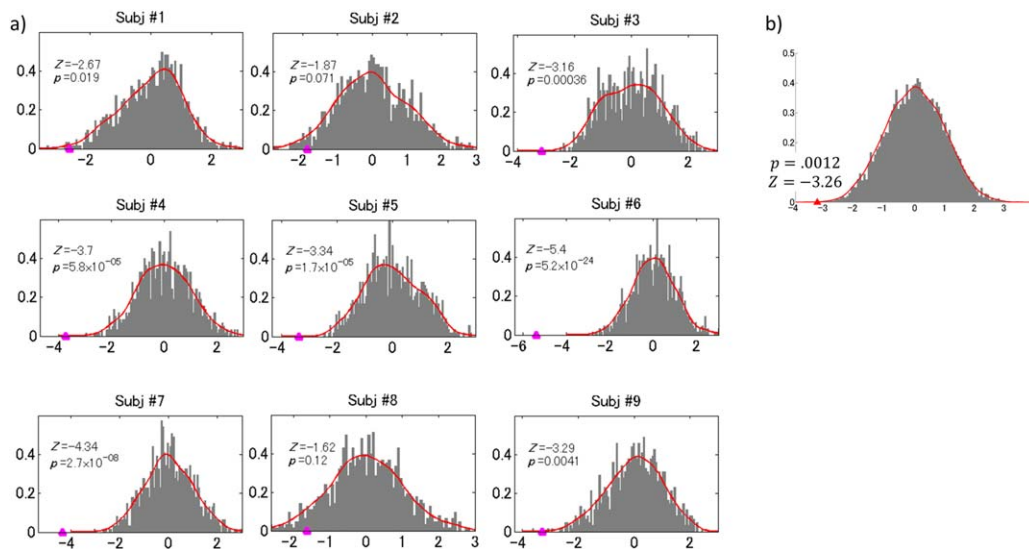 a)
Subj #1
Z=-2.67
p=0.019
0.4
0.2
0
-2
0
2
Subj #2
Z=-1.87
p=0.071
0.4
0.2
0
-3
-2
-1
0
1
2
3
Subj #3
Z=-3.16
p=0.00036
0.4
0.2
0
-4
-3
-2
-1
0
1
2
Subj #4
Z=-3.7
p=5.8×10-05
0.4
0.2
0
-4
-2
0
2
Subj #5
Z=-3.34
p=1.7×10-05
0.4
0.2
0
-4
-2
0
2
Subj #6
Z=-5.4
p=5.2×10-24
0.4
0.2
0
-6
-4
-2
0
2
Subj #7
Z=-4.34
p=2.7×10-08
0.4
0.2
0
-4
-2
0
2
Subj #8
Z=-1.62
p=0.12
0.4
0.2
0
-2
-1
0
1
2
3
Subj #9
Z=-3.29
p=0.0041
0.4
0.2
0
-4
-2
0
2
b)
0.5
0.4
0.3
0.2
0.1
0
p = .0012
Z = −3.26
-4
-3
-2
-1
0
1
2
3